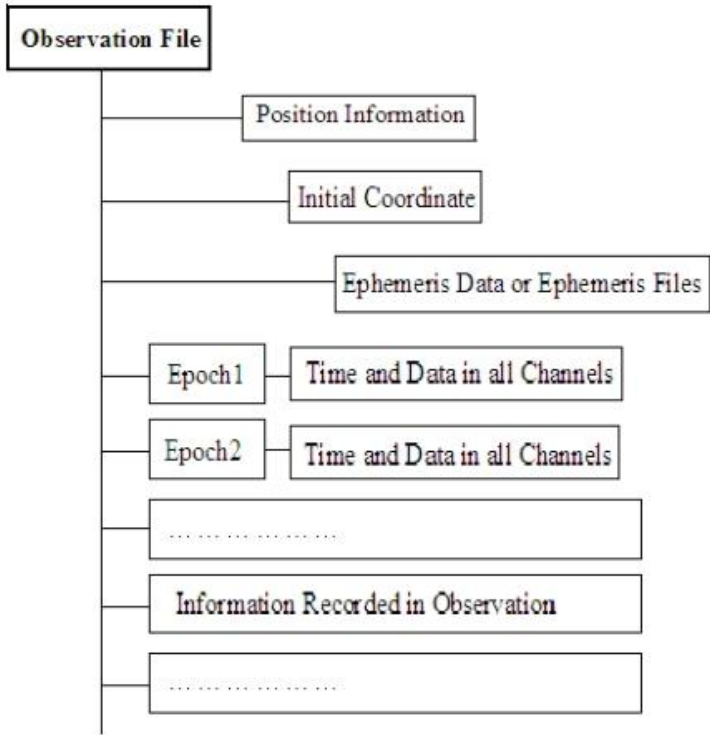 Observation File
Position Information
Initial Coordinate
Ephemeris Data or Ephemeris Files
Epoch1 Time and Data in all Channels
Epoch2 Time and Data in all Channels
... ... ... ... ... ...
Information Recorded in Observation
... ... ... ... ... ...